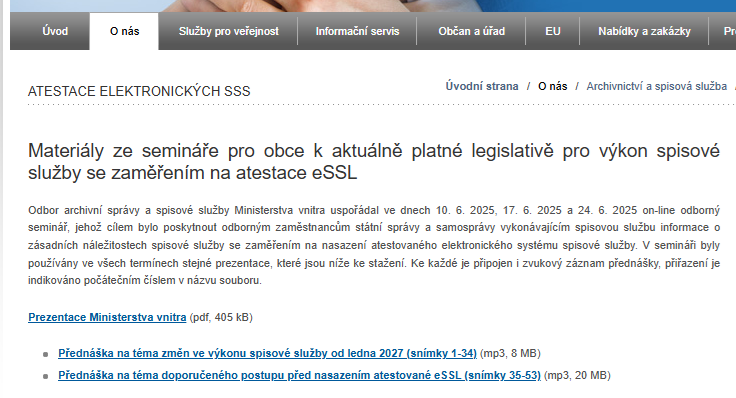 Úvod O nás Služby pro veřejnost Informační servis Občan a úřad EU Nabídky a zakázky
ATESTACE ELEKTRONICKÝCH SSS
Úvodní strana / O nás / Archivnictví a spisová služba /
Materiály ze semináře pro obce k aktuálně platné legislativě pro výkon spisové
služby se zaměřením na atestace eSSL
Odbor archivní správy a spisové služby Ministerstva vnitra uspořádal ve dnech 10. 6. 2025, 17. 6. 2025 a 24. 6. 2025 on-line odborný
seminář, jehož cílem bylo poskytnout odborným zaměstnancům státní správy a samosprávy vykonávajícím spisovou službu informace o
zásadních náležitostech spisové služby se zaměřením na nasazení atestovaného elektronického systému spisové služby. V semináři byly
používány ve všech termínech stejné prezentace, které jsou níže ke stažení. Ke každé je připojen i zvukový záznam přednášky, přiřazení je
indikováno počátečním číslem v názvu souboru.
Prezentace Ministerstva vnitra (pdf, 405 kB)
Přednáška na téma změn ve výkonu spisové služby od ledna 2027 (snímky 1-34) (mp3, 8 MB)
Přednáška na téma doporučeného postupu před nasazením atestované eSSL (snímky 35-53) (mp3, 20 MB)